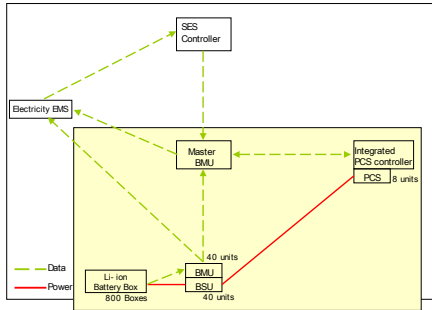 SES
Controller
Electricity EMS
Master
BMU
Integrated
PCS controller
PCS
8 units
40 units
BMU
BSU
40 units
Li- ion
Battery Box
800 Boxes
Data
Power